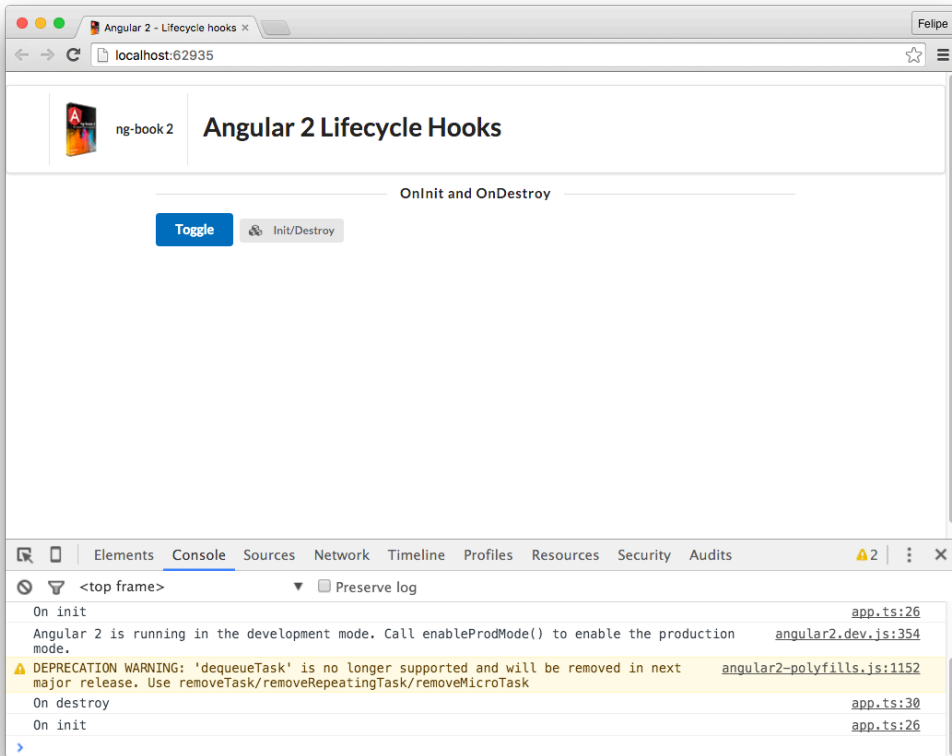 Angular 2 - Lifecycle hooks ×
Felipe
localhost:62935
A
ng-book 2
Angular 2 Lifecycle Hooks
OnInit and OnDestroy
Toggle
Init/Destroy
Elements Console Sources Network Timeline Profiles Resources Security Audits 2
<top frame> Preserve log
On init app.ts:26
Angular 2 is running in the development mode. Call enableProdMode() to enable the production angular2.dev.js:354
mode.
DEPRECATION WARNING: 'dequeueTask' is no longer supported and will be removed in next angular2-polyfills.js:1152
major release. Use removeTask/removeRepeatingTask/removeMicroTask
On destroy app.ts:30
On init app.ts:26